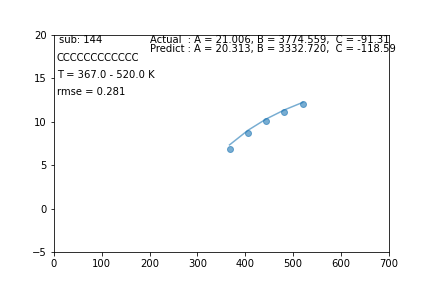 sub: 144
Actual : A = 21.006, B = 3774.559, C = -91.31
Predict : A = 20.313, B = 3332.720, C = -118.59
CCCCCCCCCCCC
T = 367.0 - 520.0 K
rmse = 0.281
20
15
10
5
0
−5
0 100 200 300 400 500 600 700